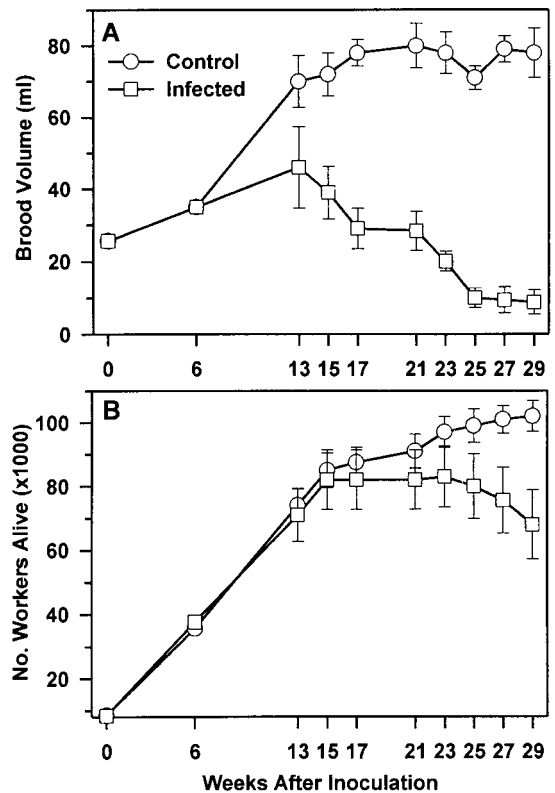 A
Control
Infected
Brood Volume (ml)
80
60
40
20
0
0 6 13 15 17 21 23 25 27 29
B
No. Workers Alive (x1000)
100
80
60
40
20
0 6 13 15 17 21 23 25 27 29
Weeks After Inoculation